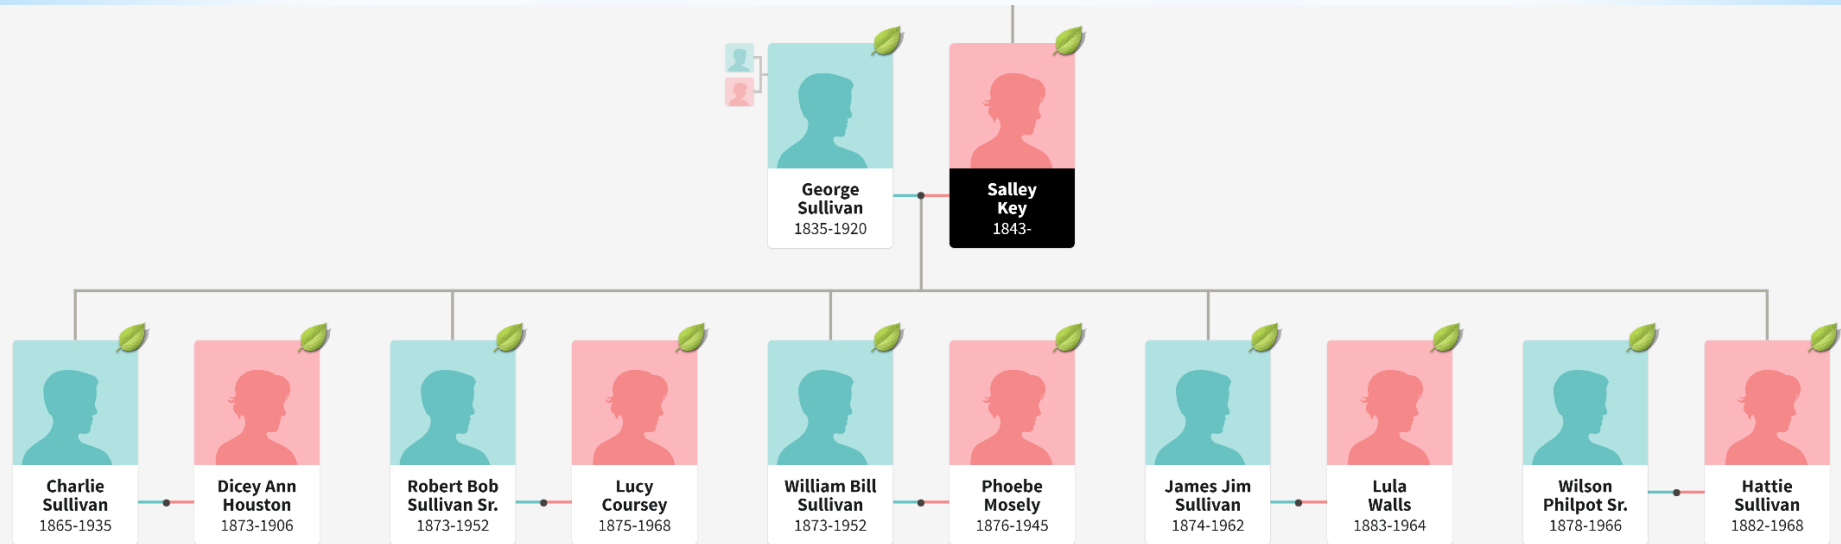 George
Sullivan
1835-1920
Salley
Key
1843-
Charlie
Sullivan
1865-1935
Dicey Ann
Houston
1873-1906
Robert Bob
Sullivan Sr.
1873-1952
Lucy
Coursey
1875-1968
William Bill
Sullivan
1873-1952
Phoebe
Mosely
1876-1945
James Jim
Sullivan
1874-1962
Lula
Walls
1883-1964
Wilson
Philpot Sr.
1878-1966
Hattie
Sullivan
1882-1968